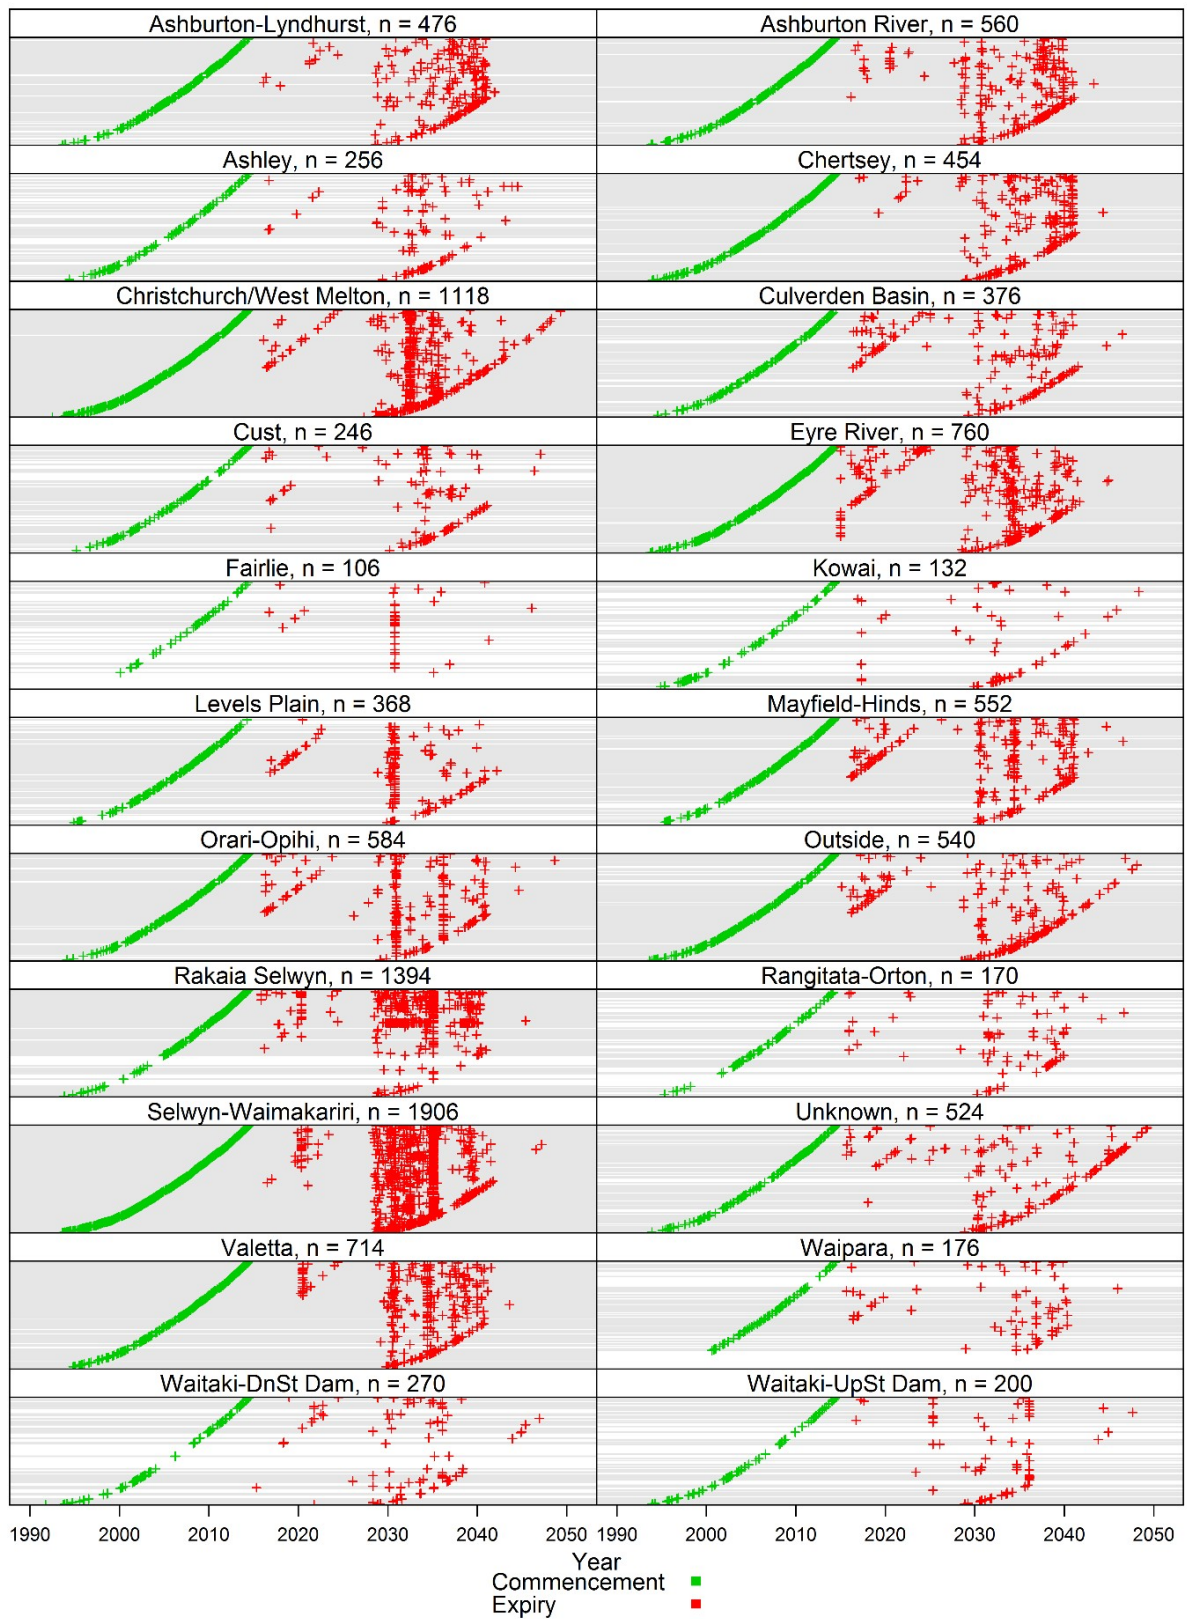 Ashburton-Lyndhurst, n = 476
Ashburton River, n = 560
Ashley, n = 256
Chertsey, n = 454
Christchurch/West Melton, n = 1118
Culverden Basin, n = 376
Cust, n = 246
Eyre River, n = 760
Fairlie, n = 106
Kowai, n = 132
Levels Plain, n = 368
Mayfield-Hinds, n = 552
Orari-Opihi, n = 584
Outside, n = 540
Rakaia Selwyn, n = 1394
Rangitata-Orton, n = 170
Selwyn-Waimakariri, n = 1906
Unknown, n = 524
Valetta, n = 714
Waipara, n = 176
Waitaki-DnSt Dam, n = 270
Waitaki-UpSt Dam, n = 200
1990 2000 2010 2020 2030 2040 2050
1990 2000 2010 2020 2030 2040 2050
Year
Commencement
Expiry